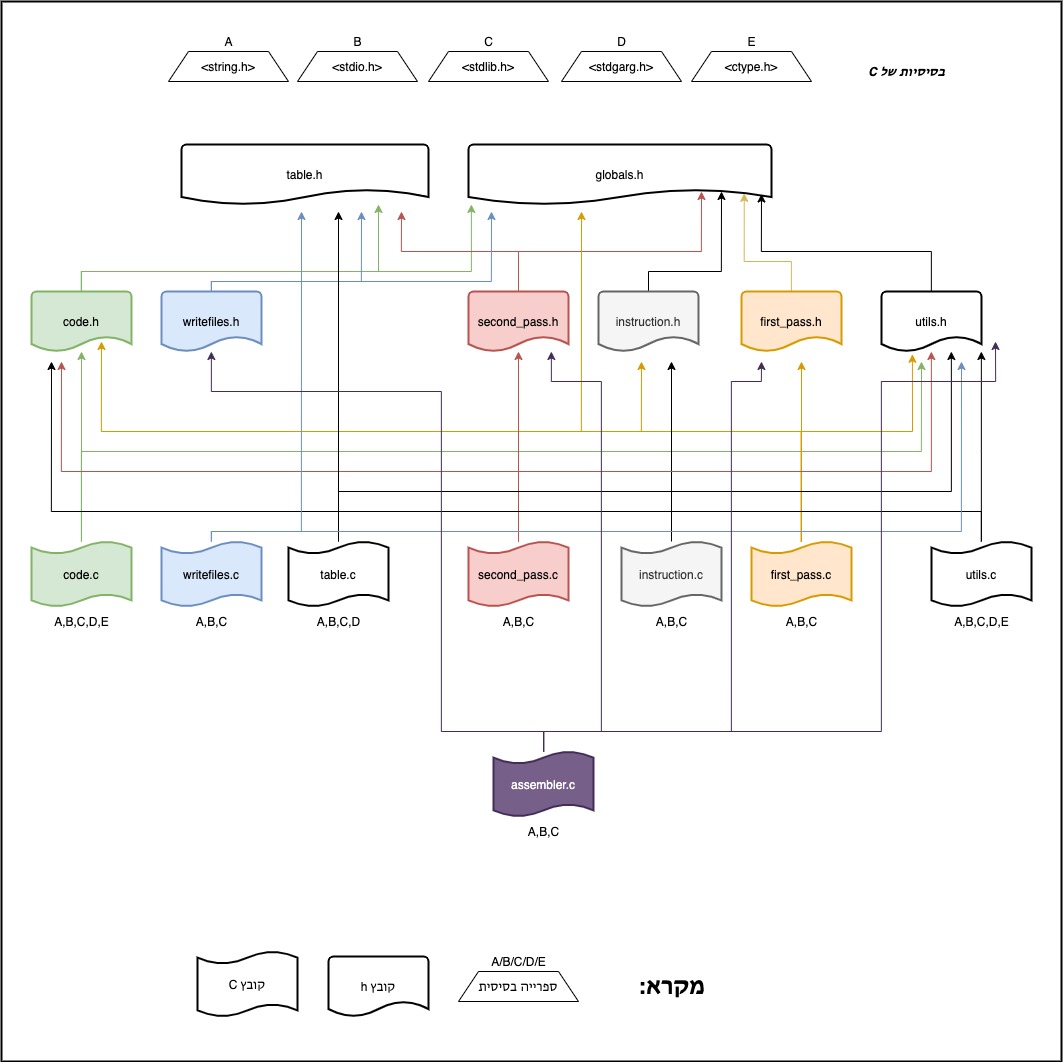 A
B
C
D
E
<string.h>
<stdio.h>
<stdlib.h>
<stdgarg.h>
<ctype.h>
בסיסיות של C
table.h
globals.h
code.h
writefiles.h
second_pass.h
instruction.h
first_pass.h
utils.h
code.c
writefiles.c
table.c
second_pass.c
instruction.c
first_pass.c
utils.c
A,B,C,D,E
A,B,C
A,B,C,D
A,B,C
A,B,C
A,B,C
A,B,C,D,E
assembler.c
A,B,C
A/B/C/D/E
קובץ C
קובץ h
ספרייה בסיסית
מקרא: